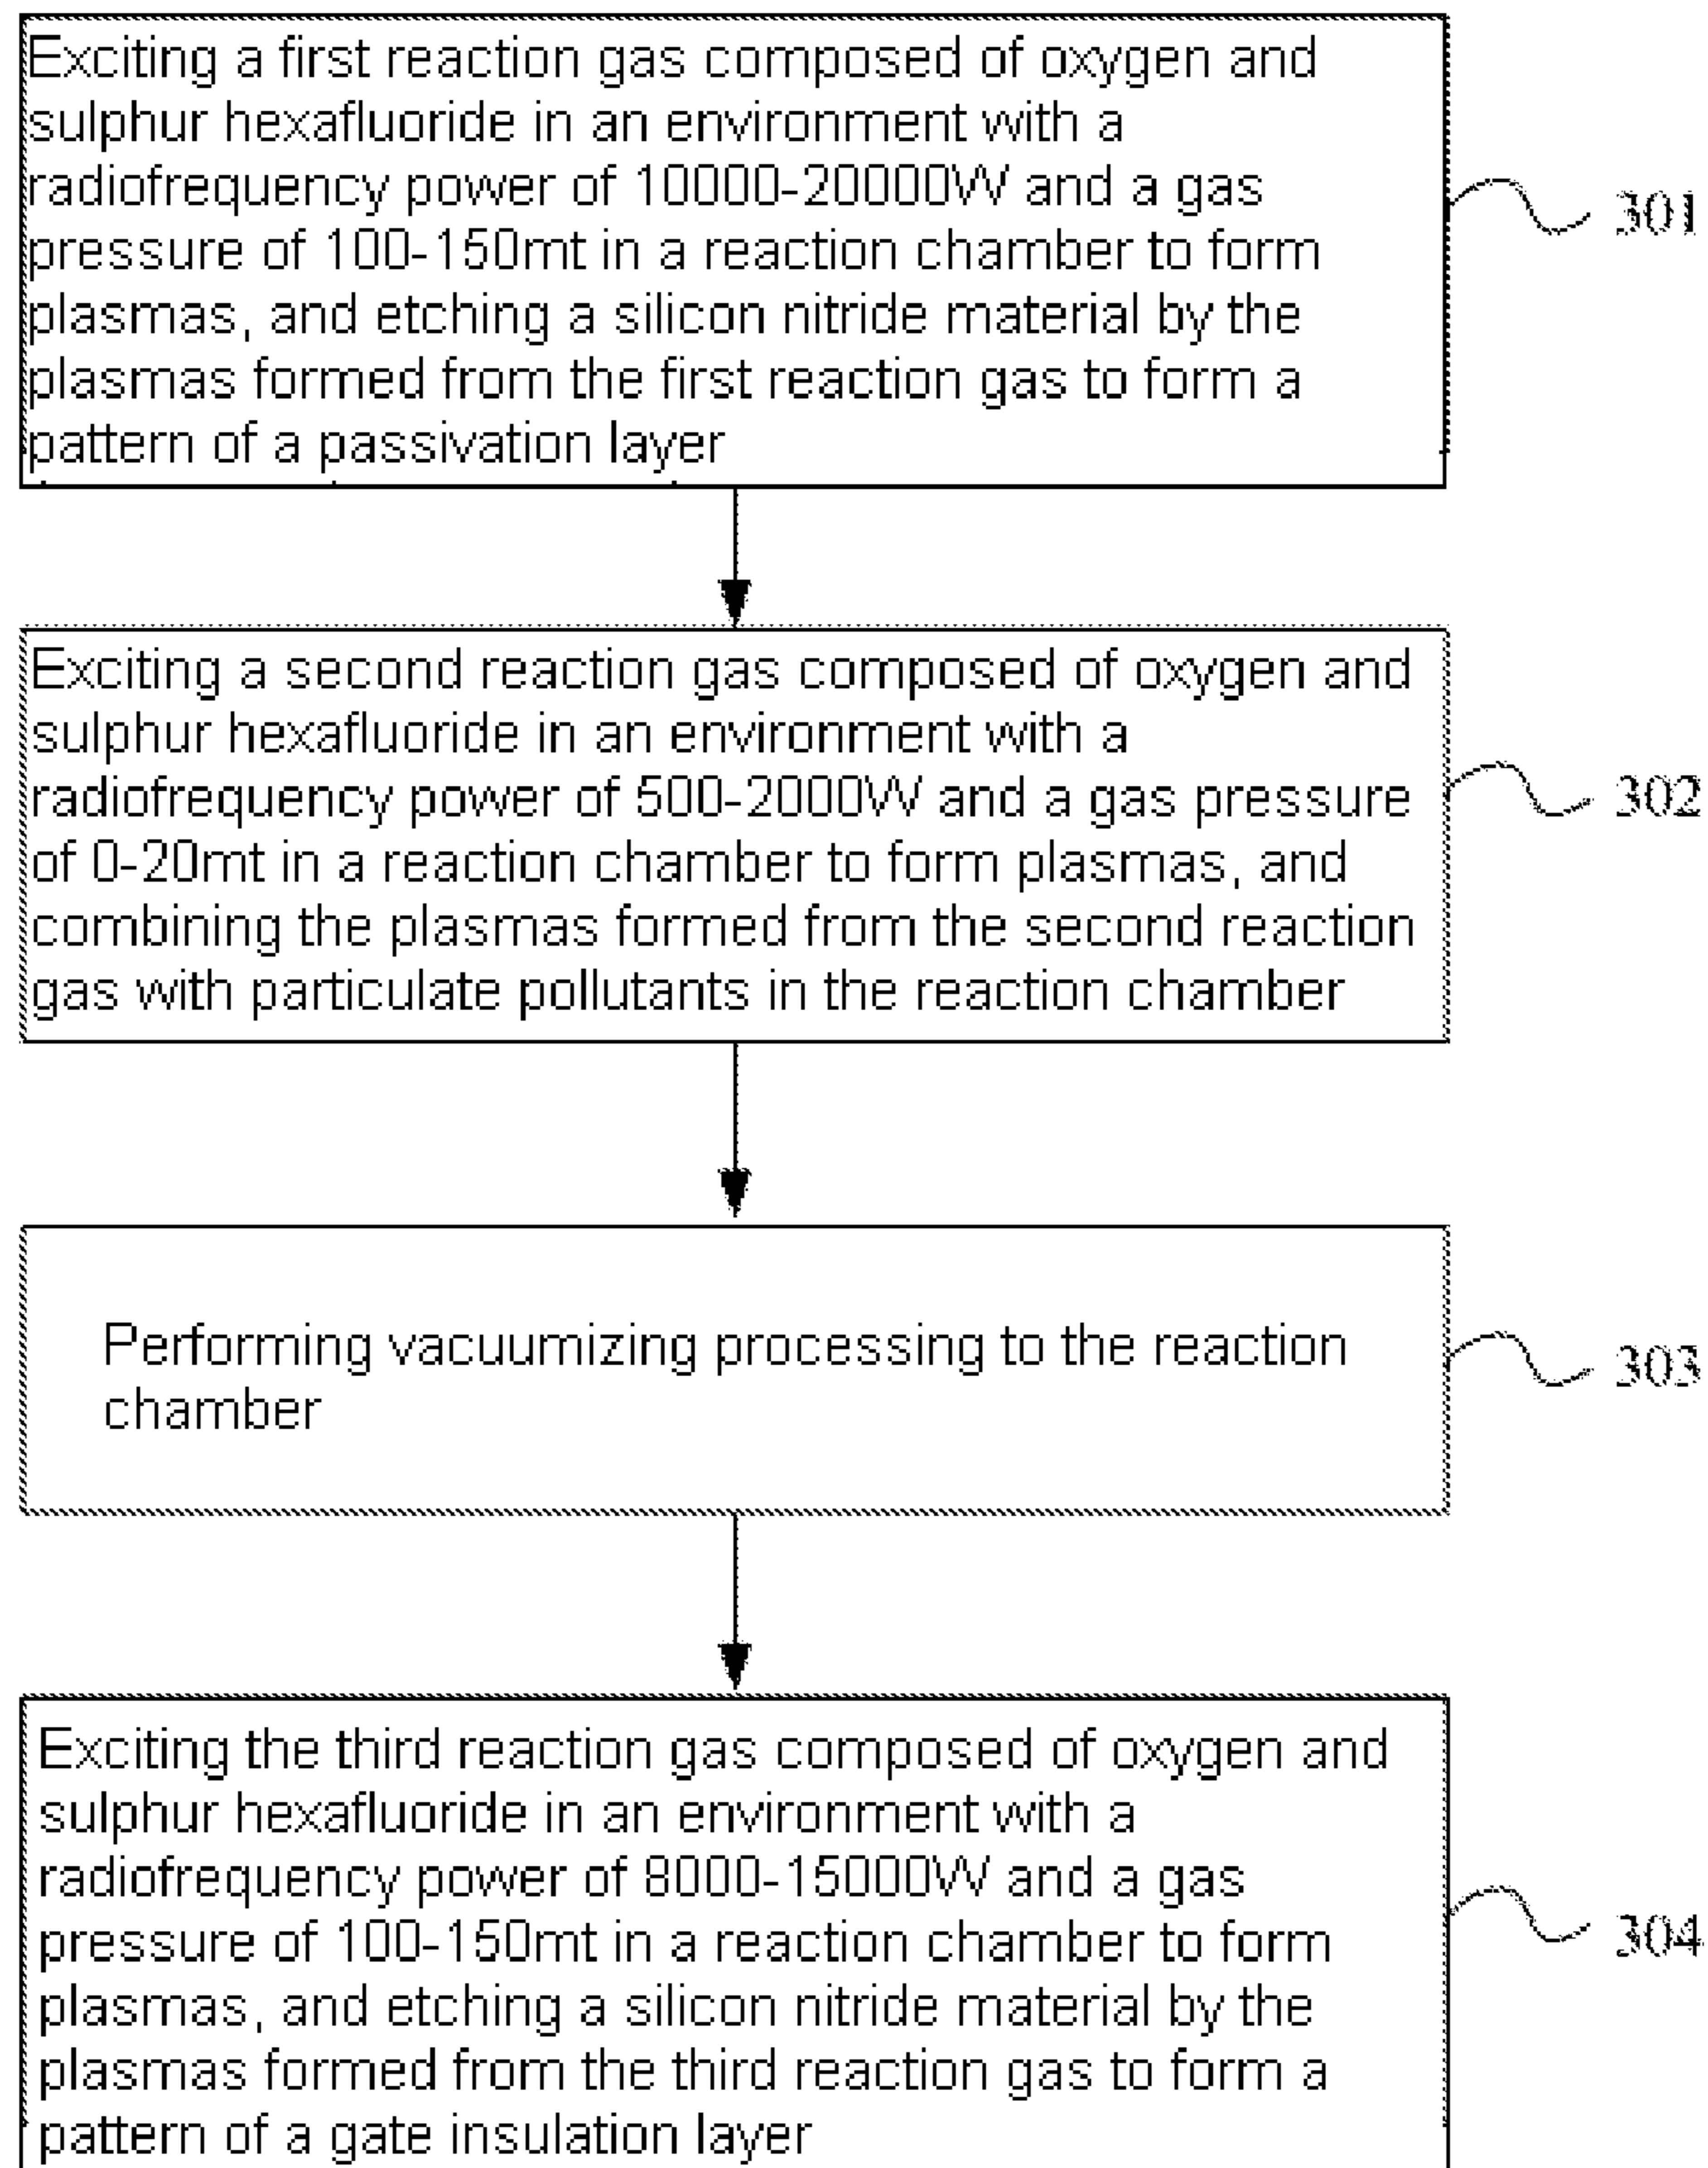 Exciting a first reaction gas composed of oxygen and
sulphur hexafluoride in an environment with a
radiofrequency power of 10000-20000W and a gas
pressure of 100-150mt in a reaction chamber to form
plasmas, and etching a silicon nitride material by the
plasmas formed from the first reaction gas to form a
pattern of a passivation layer
301
Exciting a second reaction gas composed of oxygen and
sulphur hexafluoride in an environment with a
radiofrequency power of 500-2000W and a gas pressure
of 0-20mt in a reaction chamber to form plasmas, and
combining the plasmas formed from the second reaction
gas with particulate pollutants in the reaction chamber
302
Performing vacuumizing processing to the reaction
chamber
303
Exciting the third reaction gas composed of oxygen and
sulphur hexafluoride in an environment with a
radiofrequency power of 8000-15000W and a gas
pressure of 100-150mt in a reaction chamber to form
plasmas, and etching a silicon nitride material by the
plasmas formed from the third reaction gas to form a
pattern of a gate insulation layer
304